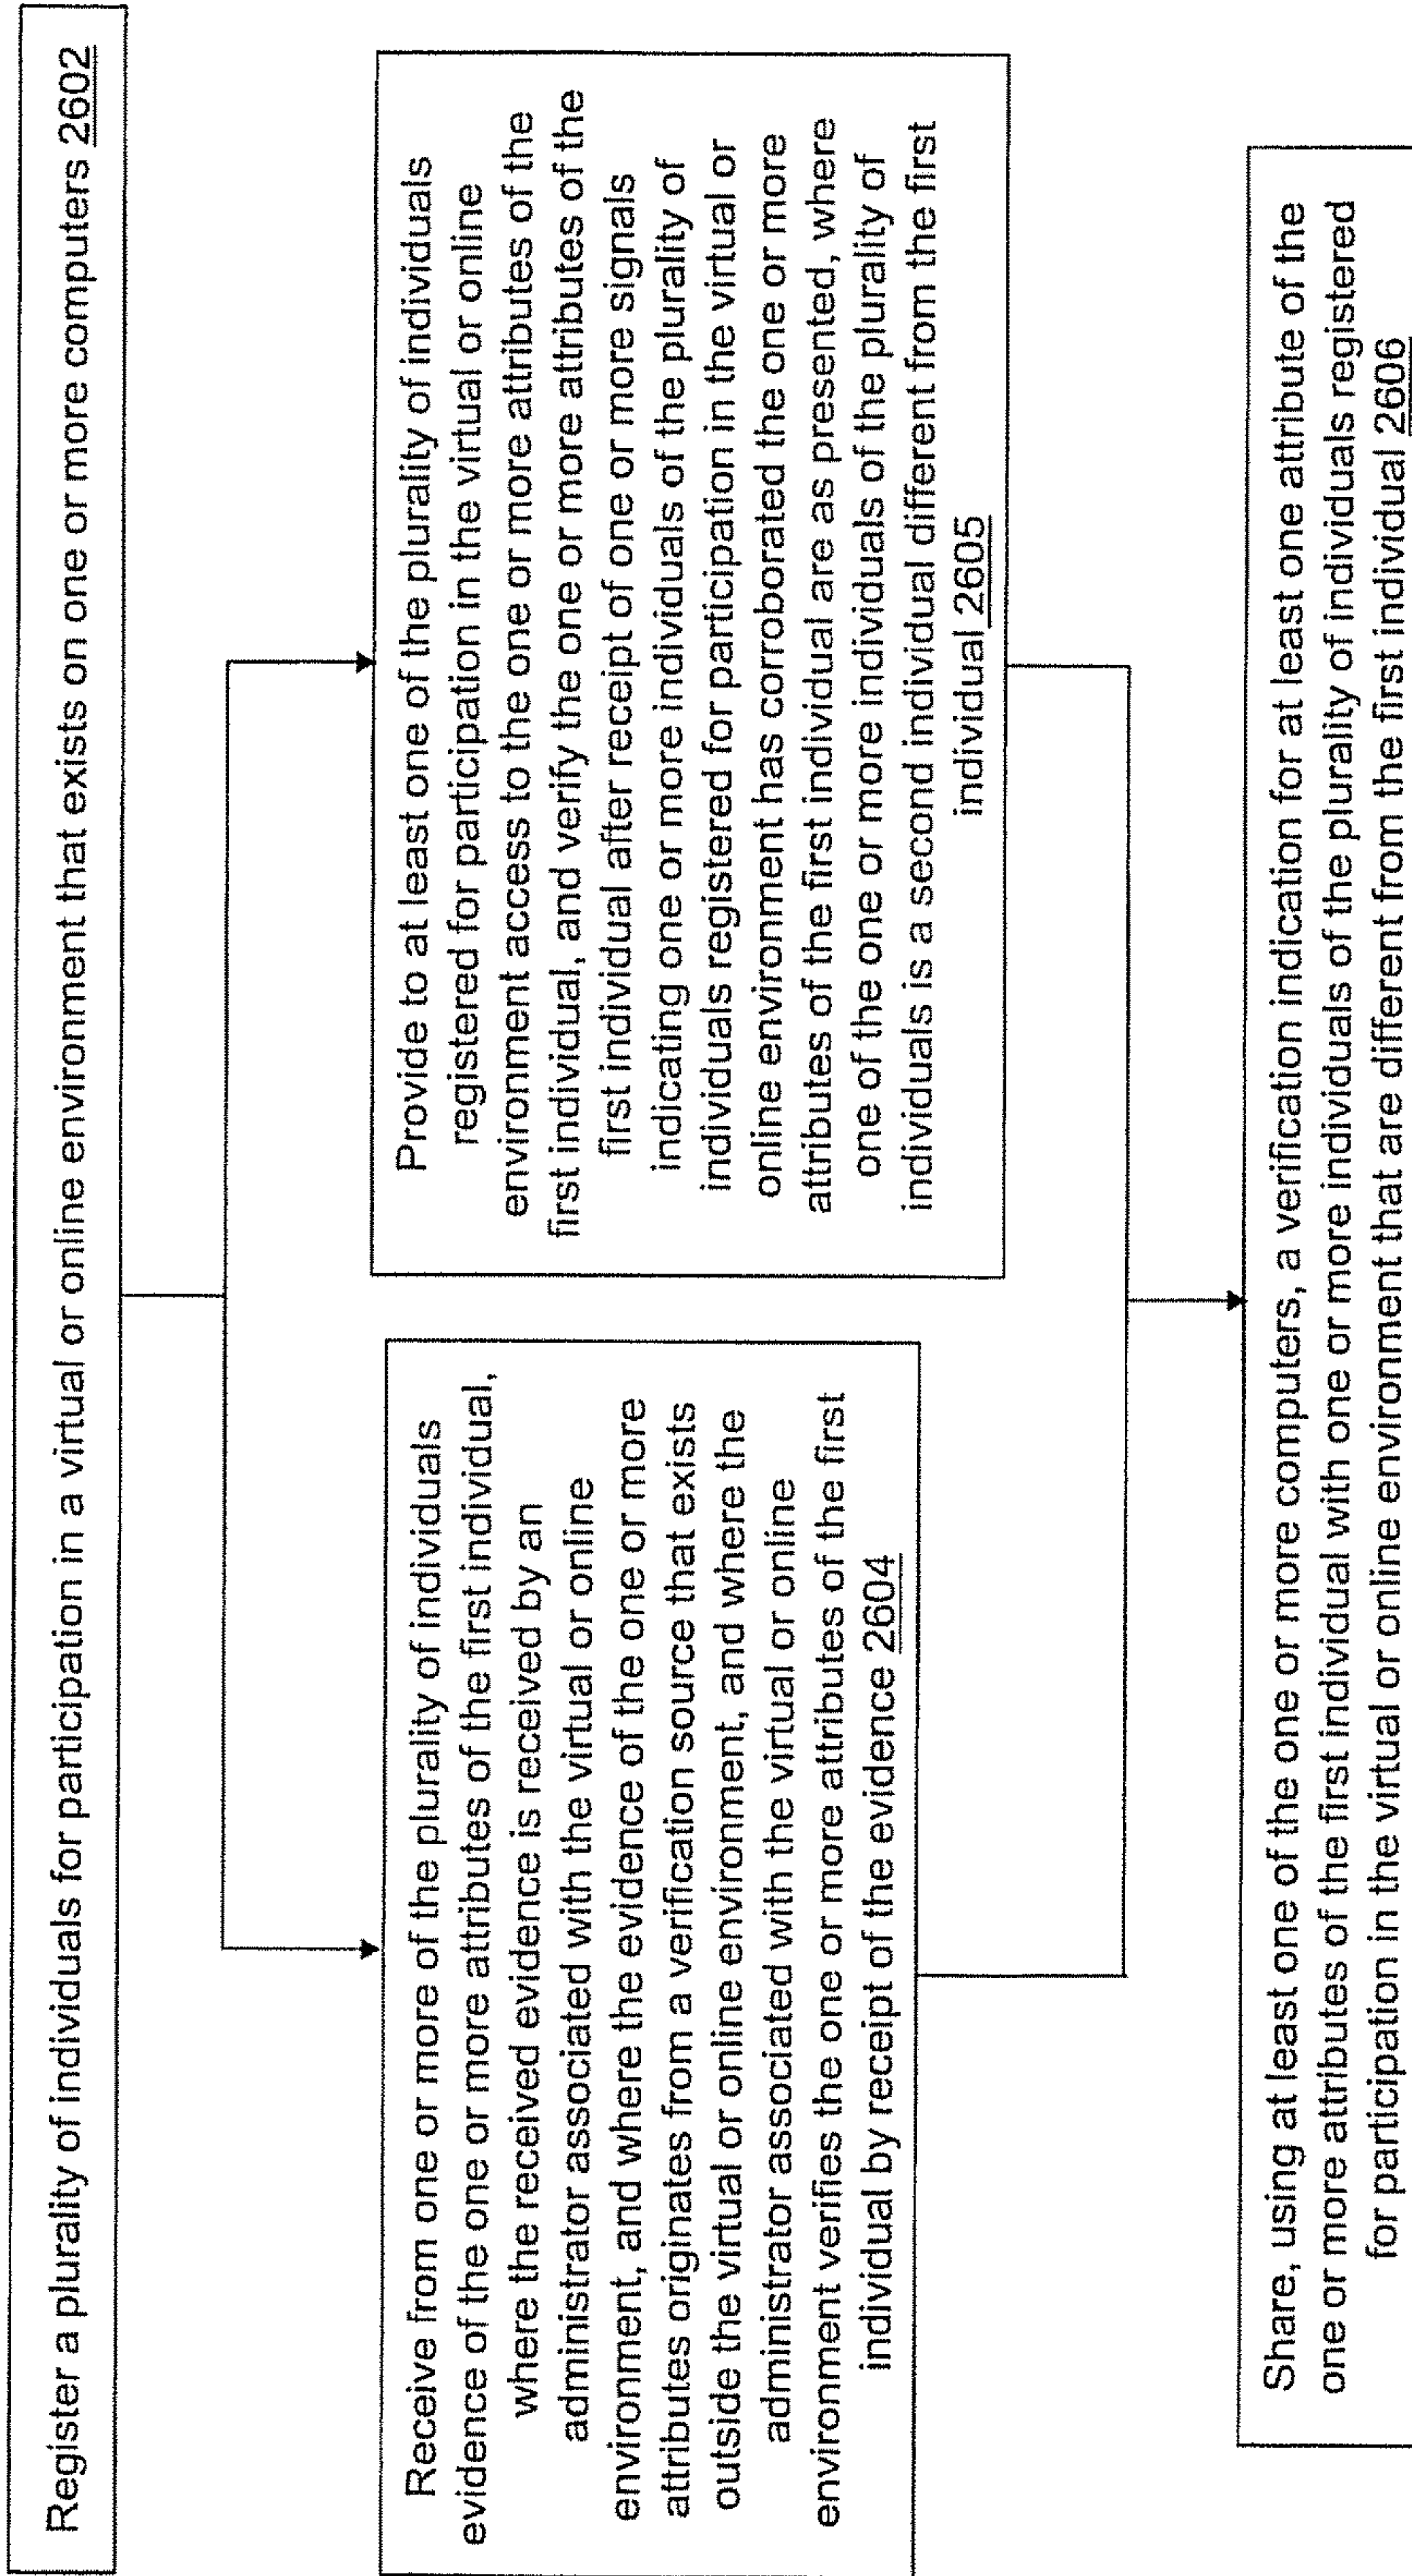 Register a plurality of individuals for participation in a virtual or online environment that exists on one or more computers 2602
Receive from one or more of the plurality of individuals
evidence of the one or more attributes of the first individual,
where the received evidence is received by an
administrator associated with the virtual or online
environment, and where the evidence of the one or more
attributes originates from a verification source that exists
outside the virtual or online environment, and where the
administrator associated with the virtual or online
environment verifies the one or more attributes of the first
individual by receipt of the evidence 2604
Provide to at least one of the plurality of individuals
registered for participation in the virtual or online
environment access to the one or more attributes of the
first individual, and verify the one or more attributes of the
first individual after receipt of one or more signals
indicating one or more individuals of the plurality of
individuals registered for participation in the virtual or
online environment has corroborated the one or more
attributes of the first individual are as presented, where
one of the one or more individuals of the plurality of
individuals is a second individual different from the first
individual 2605
Share, using at least one of the one or more computers, a verification indication for at least one attribute of the
one or more attributes of the first individual with one or more individuals of the plurality of individuals registered
for participation in the virtual or online environment that are different from the first individual 2606